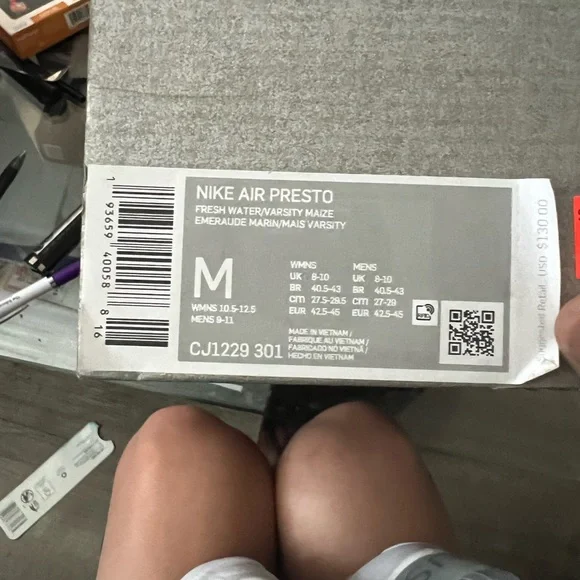 NIKE AIR PRESTO
FRESH WATER/VARSITY MAIZE
EMERAUDE MARIN/MAIS VARSITY
M
WMNS 10.5-12.5
MENS 9-11
WMNS MENS
UK 8-10 UK 8-10
BR 40.5-43 BR 40.5-43
cm 27.5-29.5 cm 27-29
EUR 42.5-45 EUR 42.5-45
CJ1229 301
MADE IN VIETNAM/
FABRIQUE AU VIETNAM/
FABRICADO NO VIETNÃ/
HECHO EN VIETNAM
1 93659 40058 8 16
Suggested Retail USD $130.00